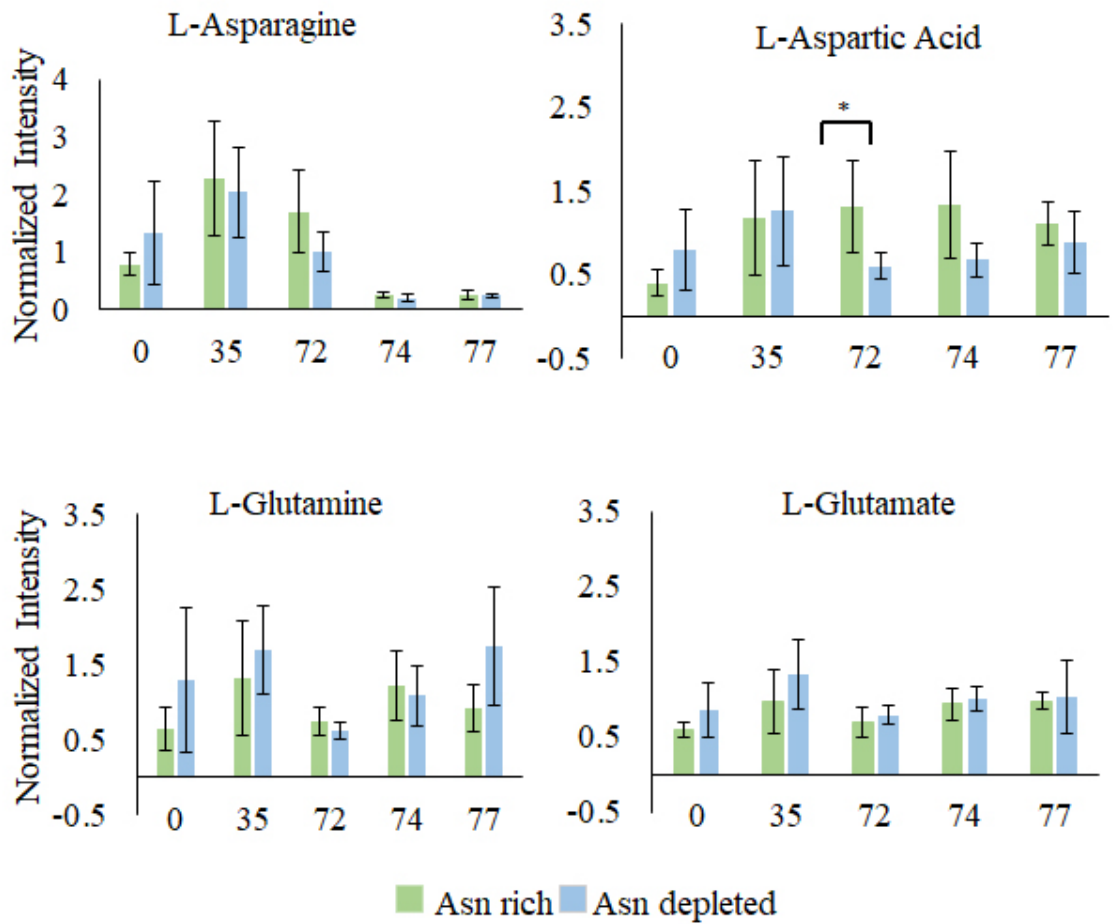 L-Asparagine
Normalized Intensity
4
3
2
1
0
0 35 72 74 77
L-Aspartic Acid
3.5
2.5
1.5
0.5
-0.5
*
0 35 72 74 77
L-Glutamine
Normalized Intensity
3.5
2.5
1.5
0.5
-0.5
0 35 72 74 77
L-Glutamate
3.5
2.5
1.5
0.5
-0.5
0 35 72 74 77
Asn rich Asn depleted